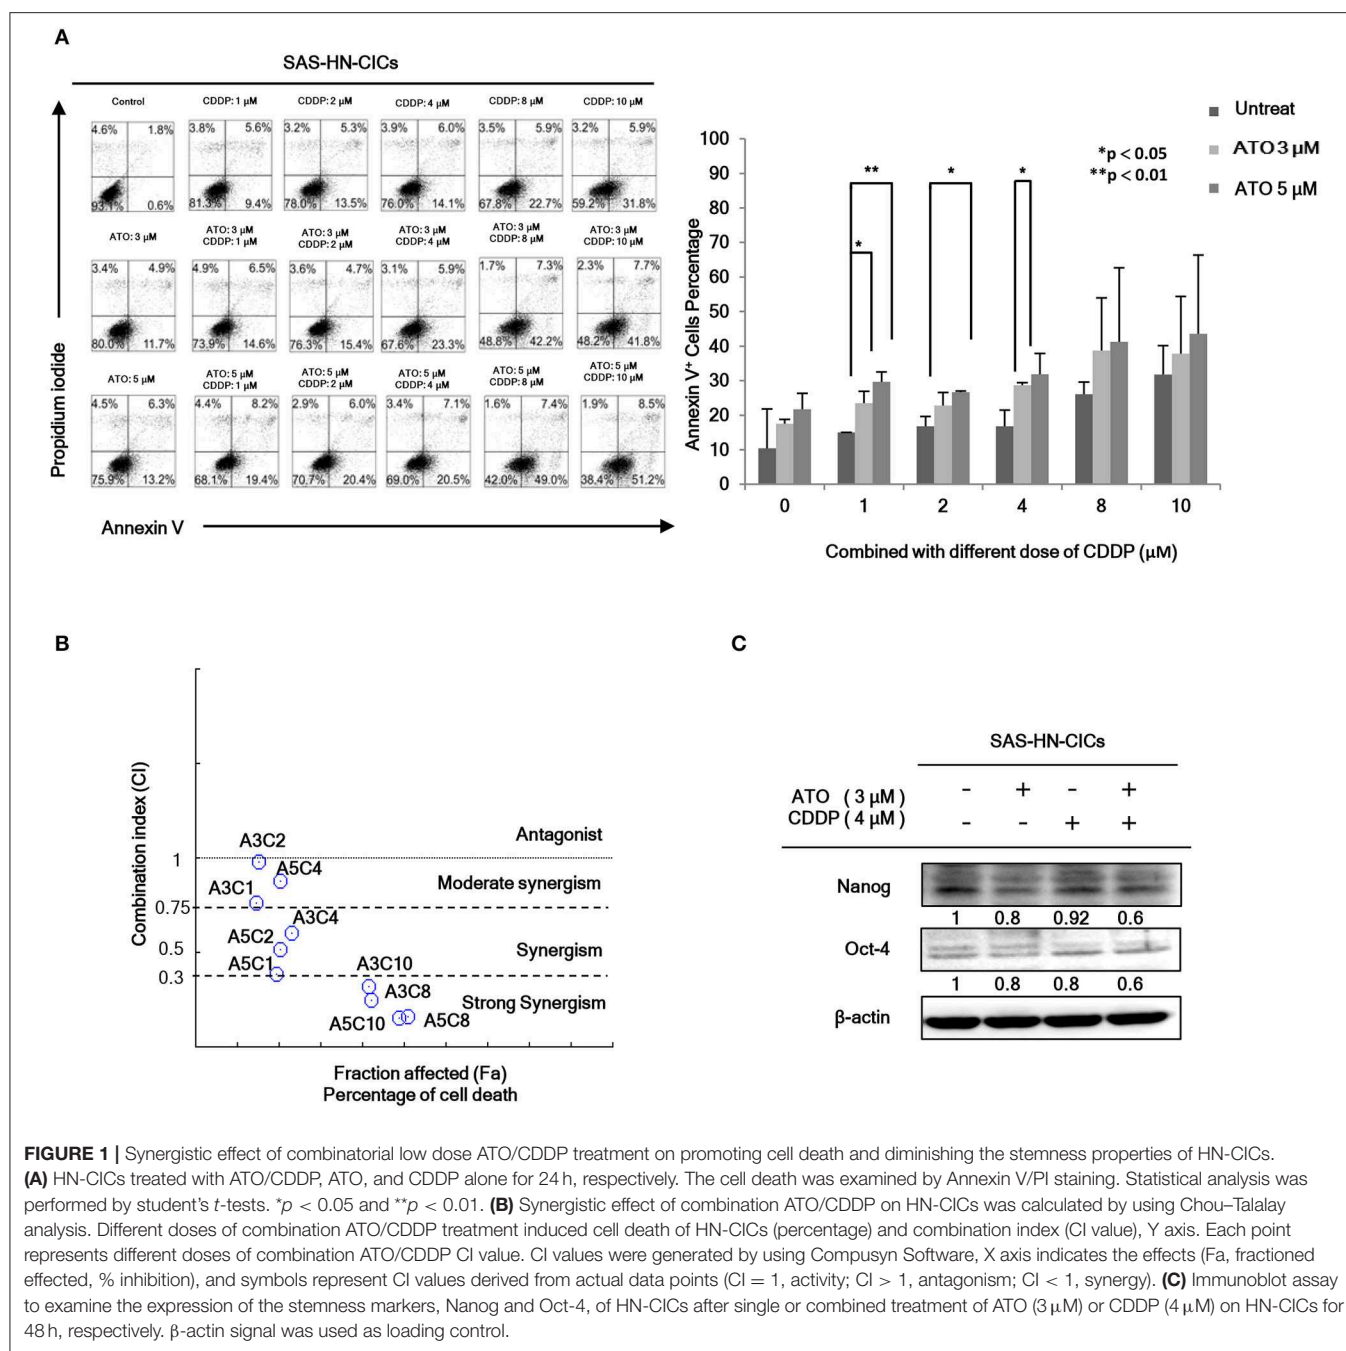 A
SAS-HN-CICs
Control
CDDP: 1 μM
CDDP: 2 μM
CDDP: 4 μM
CDDP: 8 μM
CDDP: 10 μM
4.6% 1.8%
3.8% 5.6%
3.2% 5.3%
3.9% 6.0%
3.5% 5.9%
3.2% 5.9%
93.1% 0.6%
81.3% 9.4%
78.0% 13.5%
76.0% 14.1%
67.8% 22.7%
59.2% 31.8%
ATO: 3 μM
ATO: 3 μM
CDDP: 1 μM
ATO: 3 μM
CDDP: 2 μM
ATO: 3 μM
CDDP: 4 μM
ATO: 3 μM
CDDP: 8 μM
ATO: 3 μM
CDDP: 10 μM
3.4% 4.9%
4.9% 6.5%
3.6% 4.7%
3.1% 5.9%
1.7% 7.3%
2.3% 7.7%
80.0% 11.7%
73.9% 14.6%
76.3% 15.4%
67.6% 23.3%
48.8% 42.2%
48.2% 41.8%
ATO: 5 μM
ATO: 5 μM
CDDP: 1 μM
ATO: 5 μM
CDDP: 2 μM
ATO: 5 μM
CDDP: 4 μM
ATO: 5 μM
CDDP: 8 μM
ATO: 5 μM
CDDP: 10 μM
4.5% 6.3%
4.4% 8.2%
2.9% 6.0%
3.4% 7.1%
1.6% 7.4%
1.9% 8.5%
75.9% 13.2%
68.1% 19.4%
70.7% 20.4%
69.0% 20.5%
42.0% 49.0%
38.4% 51.2%
Propidium iodide
Annexin V
Untreat
ATO 3 μM
ATO 5 μM
*p < 0.05
**p < 0.01
**
*
*
*
Annexin V⁺ Cells Percentage
100
90
80
70
60
50
40
30
20
10
0
0 1 2 4 8 10
Combined with different dose of CDDP (μM)
B
Combination index (CI)
1
0.75
0.5
0.3
A3C2
A5C4
A3C1
A3C4
A5C2
A5C1
A3C10
A3C8
A5C10
A5C8
Antagonist
Moderate synergism
Synergism
Strong Synergism
Fraction affected (Fa)
Percentage of cell death
C
SAS-HN-CICs
ATO ( 3 μM ) - + - +
CDDP ( 4 μM ) - - + +
Nanog
1 0.8 0.92 0.6
Oct-4
1 0.8 0.8 0.6
β-actin
FIGURE 1 | Synergistic effect of combinatorial low dose ATO/CDDP treatment on promoting cell death and diminishing the stemness properties of HN-CICs.
(A) HN-CICs treated with ATO/CDDP, ATO, and CDDP alone for 24 h, respectively. The cell death was examined by Annexin V/PI staining. Statistical analysis was
performed by student's t-tests. *p < 0.05 and **p < 0.01. (B) Synergistic effect of combination ATO/CDDP on HN-CICs was calculated by using Chou–Talalay
analysis. Different doses of combination ATO/CDDP treatment induced cell death of HN-CICs (percentage) and combination index (CI value), Y axis. Each point
represents different doses of combination ATO/CDDP CI value. CI values were generated by using Compusyn Software, X axis indicates the effects (Fa, fractioned
effected, % inhibition), and symbols represent CI values derived from actual data points (CI = 1, activity; CI > 1, antagonism; CI < 1, synergy). (C) Immunoblot assay
to examine the expression of the stemness markers, Nanog and Oct-4, of HN-CICs after single or combined treatment of ATO (3 μM) or CDDP (4 μM) on HN-CICs for
48 h, respectively. β-actin signal was used as loading control.